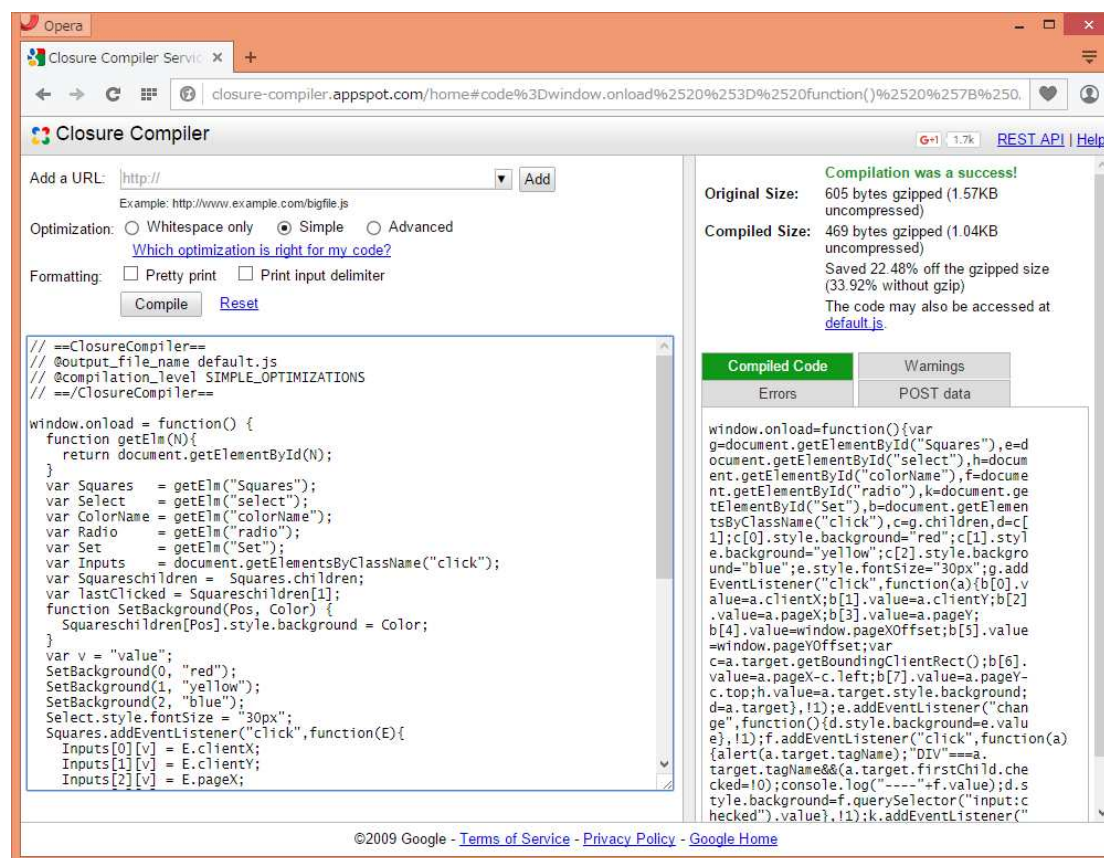 Opera
Closure Compiler Servic
closure-compiler.appspot.com/home#code%3Dwindow.onload%2520%253D%2520function()%2520%257B%250.
Closure Compiler
G+1 1.7k REST API | Help
Add a URL: http:// Add
Example: http://www.example.com/bigfile.js
Optimization: Whitespace only Simple Advanced
Which optimization is right for my code?
Formatting: Pretty print Print input delimiter
Compile Reset
// ==ClosureCompiler==
// @output_file_name default.js
// @compilation_level SIMPLE_OPTIMIZATIONS
// ==/ClosureCompiler==
window.onload = function() {
function getElm(N){
return document.getElementById(N);
}
var Squares = getElm("Squares");
var Select = getElm("select");
var ColorName = getElm("colorName");
var Radio = getElm("radio");
var Set = getElm("Set");
var Inputs = document.getElementsByClassName("click");
var Squareschildren = Squares.children;
var lastClicked = Squareschildren[1];
function SetBackground(Pos, Color) {
Squareschildren[Pos].style.background = Color;
}
var v = "value";
SetBackground(0, "red");
SetBackground(1, "yellow");
SetBackground(2, "blue");
Select.style.fontSize = "30px";
Squares.addEventListener("click",function(E){
Inputs[0][v] = E.clientX;
Inputs[1][v] = E.clientY;
Inputs[2][v] = E.pageX;
Compilation was a success!
Original Size: 605 bytes gzipped (1.57KB
uncompressed)
Compiled Size: 469 bytes gzipped (1.04KB
uncompressed)
Saved 22.48% off the gzipped size
(33.92% without gzip)
The code may also be accessed at
default.js.
Compiled Code Warnings
Errors POST data
window.onload=function(){var
g=document.getElementById("Squares"),e=d
ocument.getElementById("select"),h=docum
ent.getElementById("colorName"),f=docume
nt.getElementById("radio"),k=document.ge
tElementById("Set"),b=document.getElemen
tsByClassName("click"),c=g.children,d=c[
1];c[0].style.background="red";c[1].styl
e.background="yellow";c[2].style.backgro
und="blue";e.style.fontSize="30px";g.add
EventListener("click",function(a){b[0].v
alue=a.clientX;b[1].value=a.clientY;b[2]
.value=a.pageX;b[3].value=a.pageY;
b[4].value=window.pageXOffset;b[5].value
=window.pageYOffset;var
c=a.target.getBoundingClientRect();b[6].
value=a.pageX-c.left;b[7].value=a.pageY-
c.top;h.value=a.target.style.background;
d=a.target},!1);e.addEventListener("chan
ge",function(){d.style.background=e.valu
e},!1);f.addEventListener("click",function(a)
{alert(a.target.tagName);"DIV"===a.
target.tagName&&(a.target.firstChild.che
cked=!0);console.log("----"+f.value);d.s
tyle.background=f.querySelector("input:c
hecked").value},!1);k.addEventListener("
©2009 Google - Terms of Service - Privacy Policy - Google Home